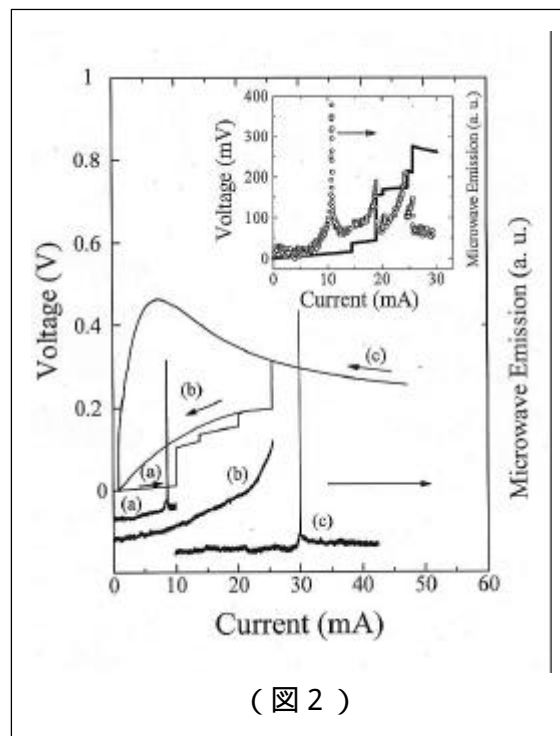 1
0.8
0.6
0.4
0.2
0
Voltage (V)
0 10 20 30 40 50 60
Current (mA)
Microwave Emission (a. u.)
400
300
200
100
0
Voltage (mV)
0 10 20 30
Current (mA)
Microwave Emission (a. u.)
(c)
(b)
(a)
(a)
(b)
(c)
(図2)